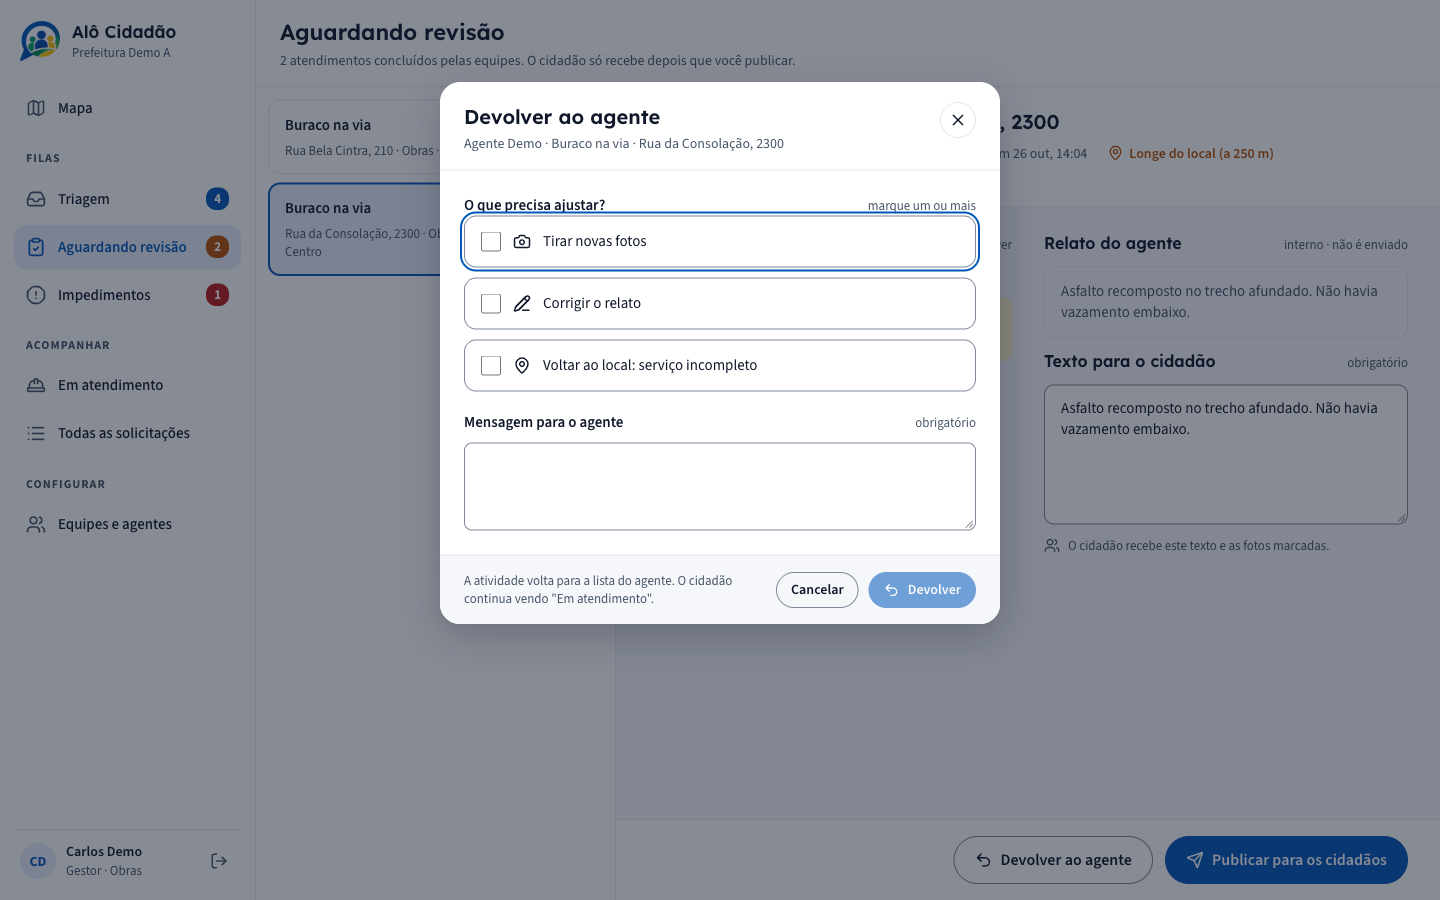 Alô Cidadão
Prefeitura Demo A
Mapa
FILAS
Triagem 4
Aguardando revisão 2
Impedimentos 1
ACOMPANHAR
Em atendimento
Todas as solicitações
CONFIGURAR
Equipes e agentes
CD
Carlos Demo
Gestor · Obras
Aguardando revisão
2 atendimentos concluídos pelas equipes. O cidadão só recebe depois que você publicar.
Buraco na via
Rua Bela Cintra, 210 · Obras ·
Buraco na via
Rua da Consolação, 2300 ·
Centro
Devolver ao agente
Agente Demo · Buraco na via · Rua da Consolação, 2300
O que precisa ajustar? marque um ou mais
Tirar novas fotos
Corrigir o relato
Voltar ao local: serviço incompleto
Mensagem para o agente obrigatório
A atividade volta para a lista do agente. O cidadão
continua vendo "Em atendimento".
Cancelar
Devolver
, 2300
26 out, 14:04 Longe do local (a 250 m)
Relato do agente interno · não é enviado
Asfalto recomposto no trecho afundado. Não havia
vazamento embaixo.
Texto para o cidadão obrigatório
Asfalto recomposto no trecho afundado. Não havia
vazamento embaixo.
O cidadão recebe este texto e as fotos marcadas.
Devolver ao agente
Publicar para os cidadãos